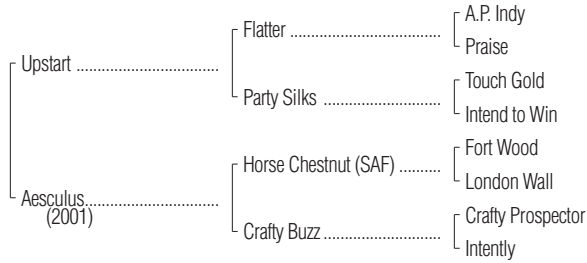 A.P. Indy
Flatter
Praise
Upstart
Touch Gold
Party Silks
Intend to Win
Fort Wood
Horse Chestnut (SAF)
London Wall
Aesculus
(2001)
Crafty Prospector
Crafty Buzz
Intently